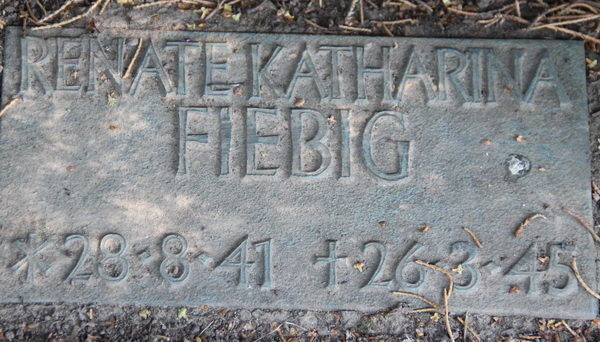 RENATE KATHARINA
FIEBIG
* 28·8·41 † 26·3·45